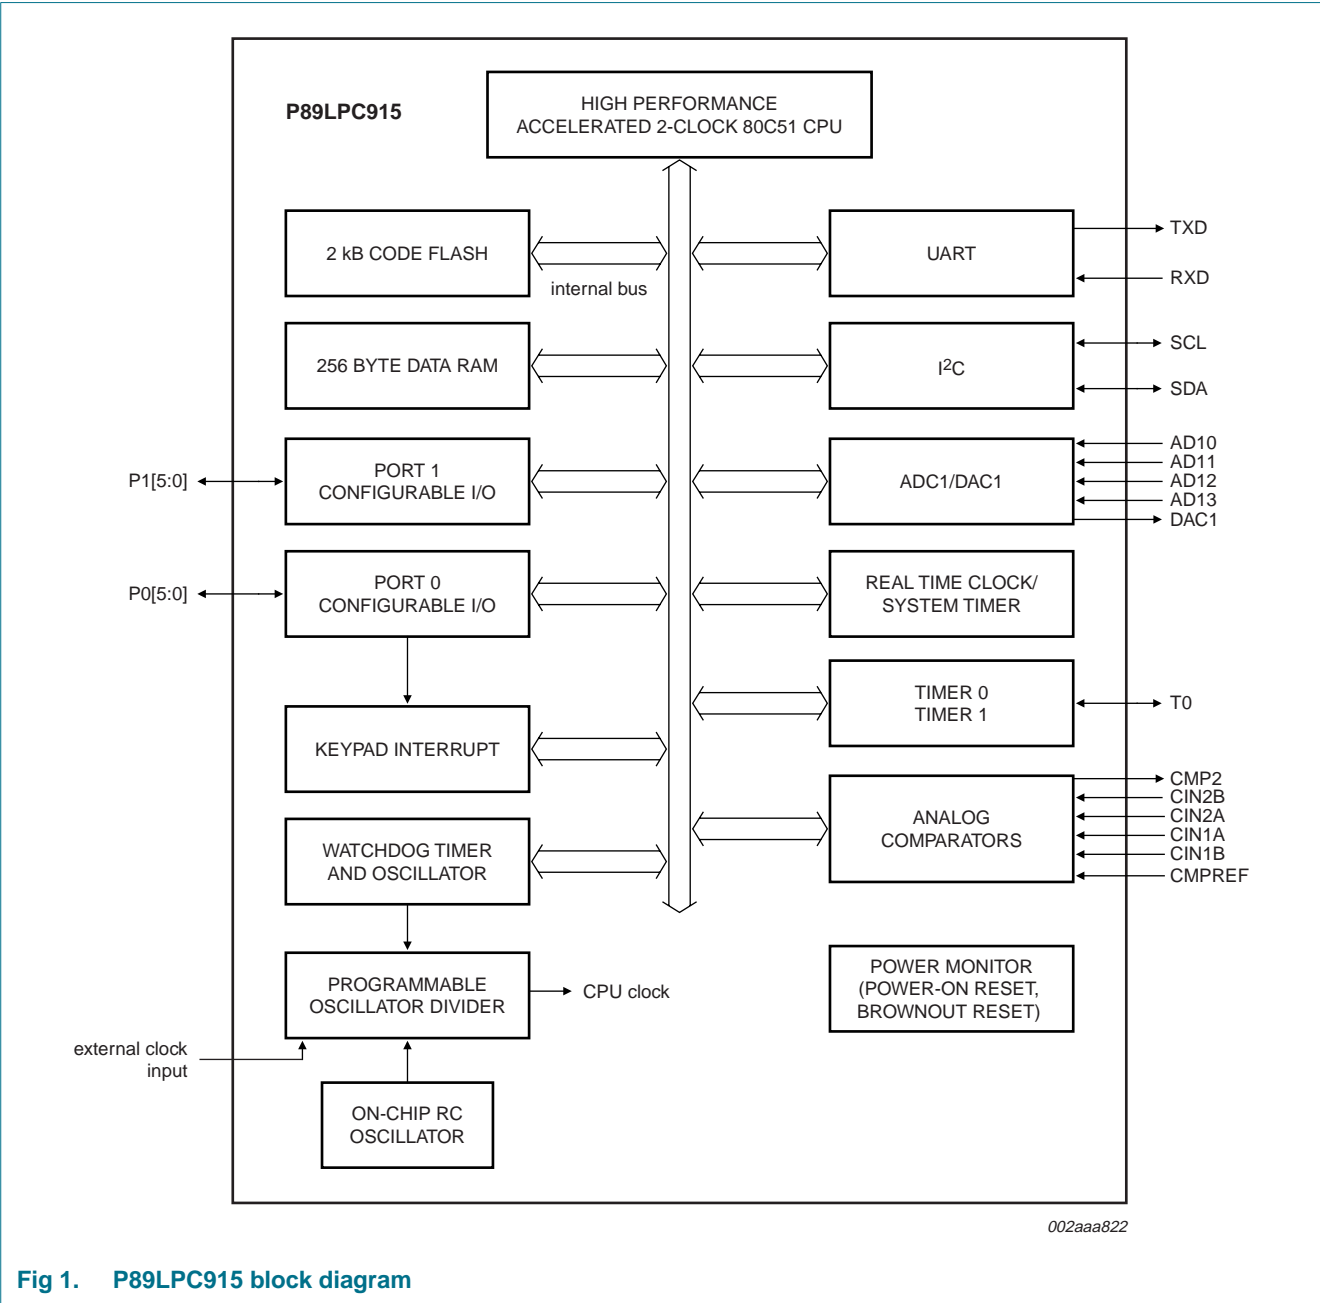 P89LPC915
HIGH PERFORMANCE
ACCELERATED 2-CLOCK 80C51 CPU
2 kB CODE FLASH
internal bus
UART
TXD
RXD
256 BYTE DATA RAM
I²C
SCL
SDA
P1[5:0]
PORT 1
CONFIGURABLE I/O
ADC1/DAC1
AD10
AD11
AD12
AD13
DAC1
P0[5:0]
PORT 0
CONFIGURABLE I/O
REAL TIME CLOCK/
SYSTEM TIMER
KEYPAD INTERRUPT
TIMER 0
TIMER 1
T0
WATCHDOG TIMER
AND OSCILLATOR
ANALOG
COMPARATORS
CMP2
CIN2B
CIN2A
CIN1A
CIN1B
CMPREF
PROGRAMMABLE
OSCILLATOR DIVIDER
CPU clock
POWER MONITOR
(POWER-ON RESET,
BROWNOUT RESET)
external clock
input
ON-CHIP RC
OSCILLATOR
002aaa822
Fig 1. P89LPC915 block diagram